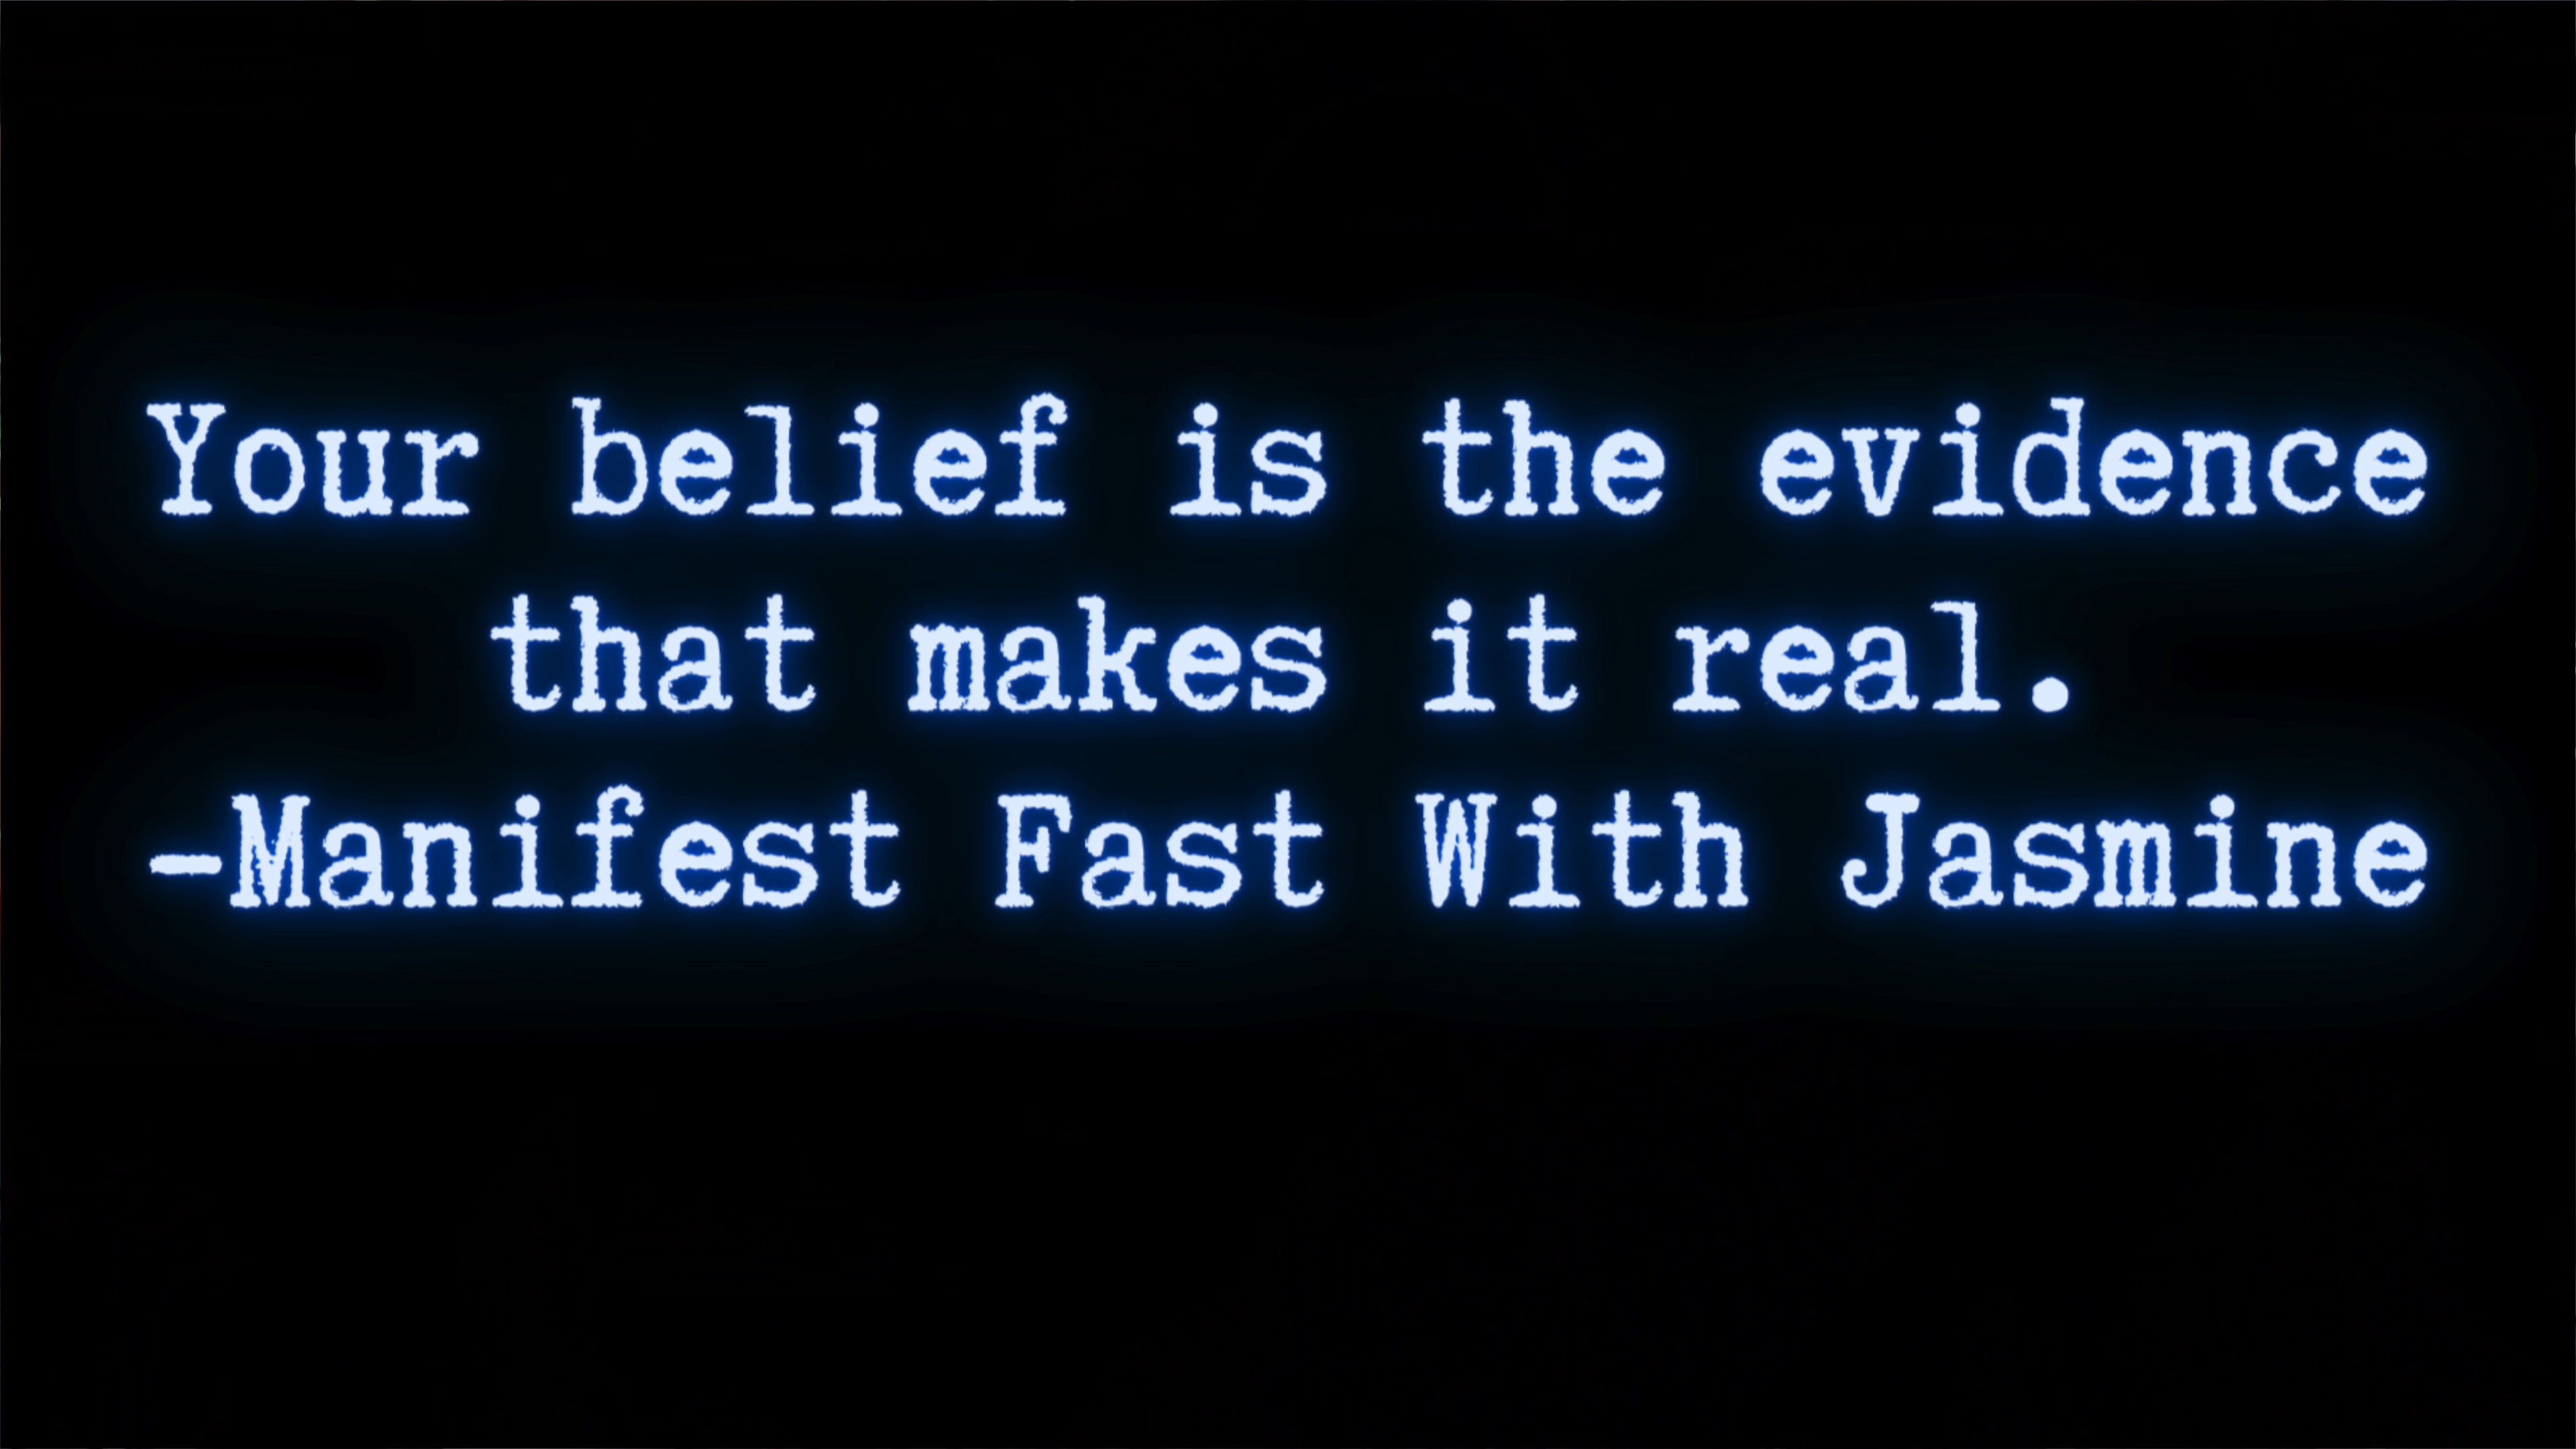 Your belief is the evidence
that makes it real.
-Manifest Fast With Jasmine